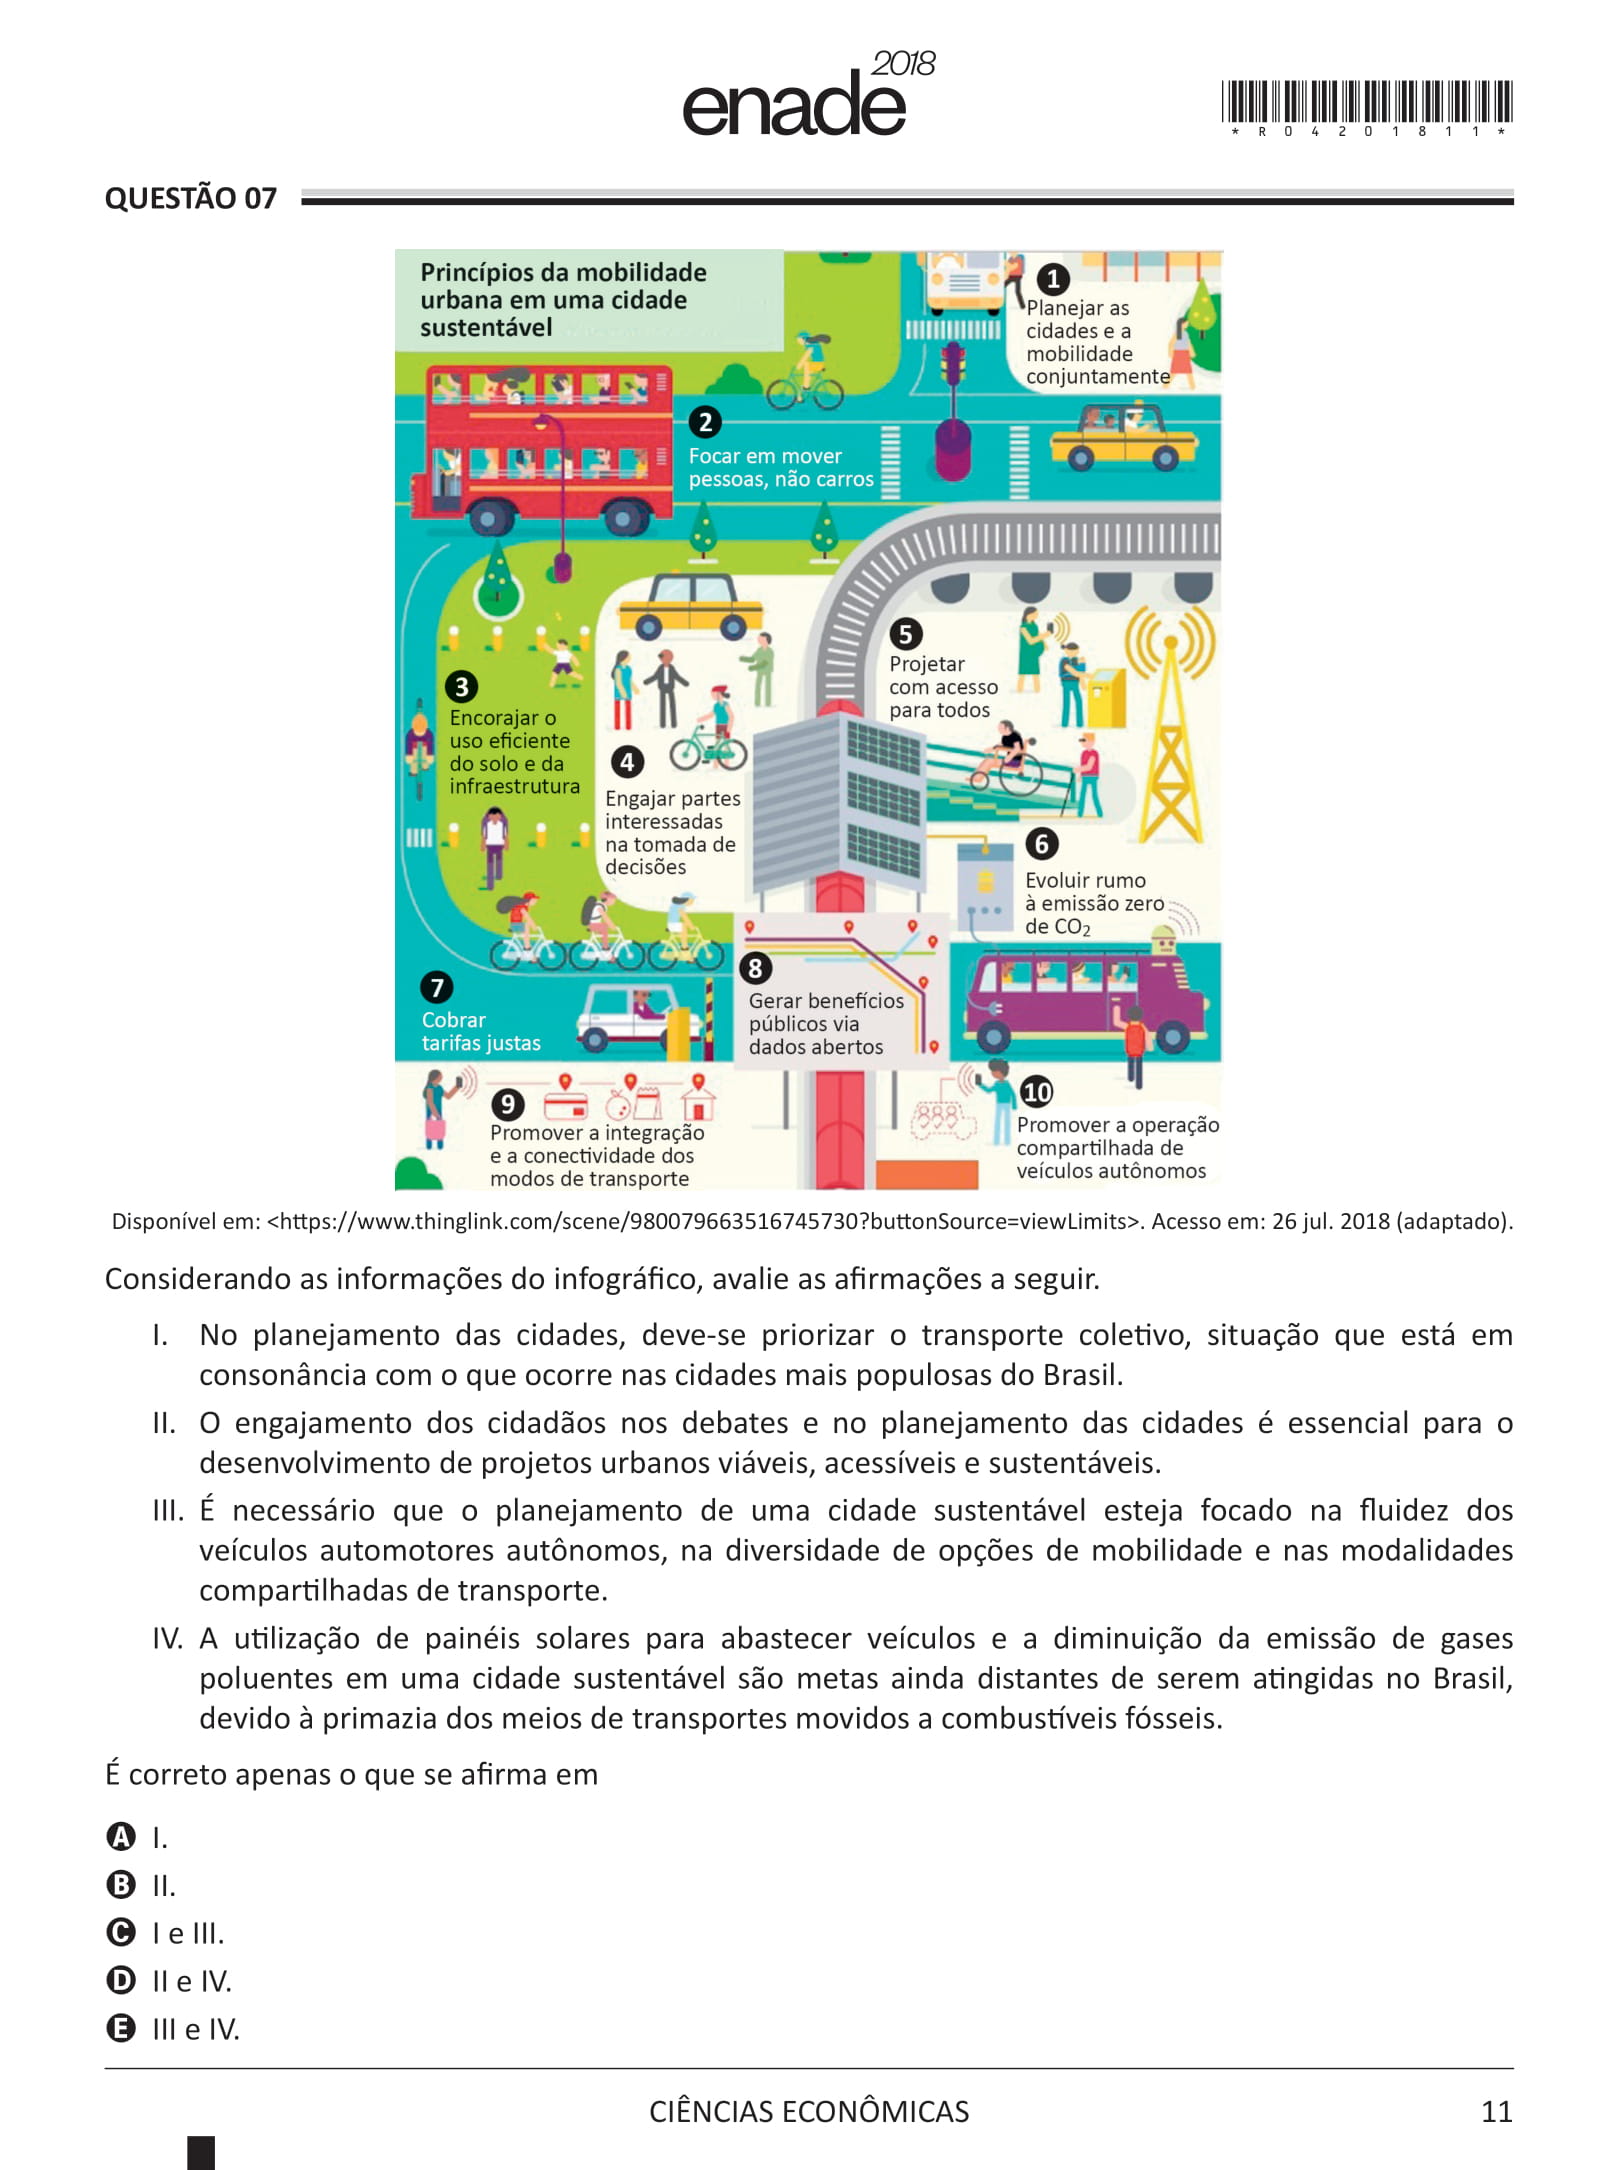 enade 2018
*R04201811*
QUESTÃO 07
Princípios da mobilidade
urbana em uma cidade
sustentável
1
Planejar as
cidades e a
mobilidade
conjuntamente
2
Focar em mover
pessoas, não carros
3
Encorajar o
uso eficiente
do solo e da
infraestrutura
4
Engajar partes
interessadas
na tomada de
decisões
5
Projetar
com acesso
para todos
6
Evoluir rumo
à emissão zero
de CO2
7
Cobrar
tarifas justas
8
Gerar benefícios
públicos via
dados abertos
9
Promover a integração
e a conectividade dos
modos de transporte
10
Promover a operação
compartilhada de
veículos autônomos
Disponível em: <https://www.thinglink.com/scene/980079663516745730?buttonSource=viewLimits>. Acesso em: 26 jul. 2018 (adaptado).
Considerando as informações do infográfico, avalie as afirmações a seguir.
I. No planejamento das cidades, deve-se priorizar o transporte coletivo, situação que está em
consonância com o que ocorre nas cidades mais populosas do Brasil.
II. O engajamento dos cidadãos nos debates e no planejamento das cidades é essencial para o
desenvolvimento de projetos urbanos viáveis, acessíveis e sustentáveis.
III. É necessário que o planejamento de uma cidade sustentável esteja focado na fluidez dos
veículos automotores autônomos, na diversidade de opções de mobilidade e nas modalidades
compartilhadas de transporte.
IV. A utilização de painéis solares para abastecer veículos e a diminuição da emissão de gases
poluentes em uma cidade sustentável são metas ainda distantes de serem atingidas no Brasil,
devido à primazia dos meios de transportes movidos a combustíveis fósseis.
É correto apenas o que se afirma em
A I.
B II.
C I e III.
D II e IV.
E III e IV.
CIÊNCIAS ECONÔMICAS
11